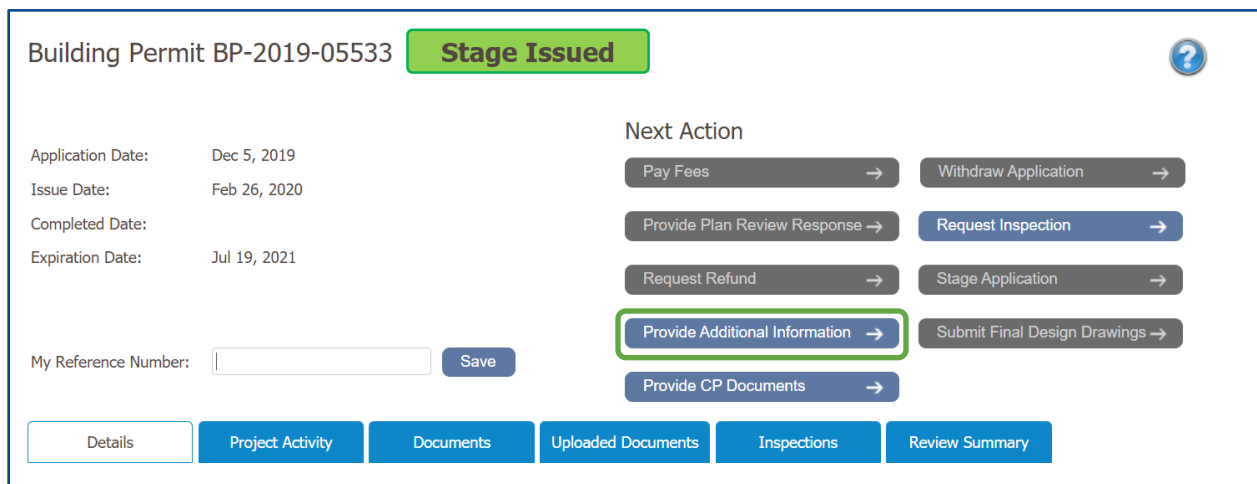 Building Permit BP-2019-05533
Stage Issued
?
Application Date: Dec 5, 2019
Issue Date: Feb 26, 2020
Completed Date:
Expiration Date: Jul 19, 2021
My Reference Number:
Save
Next Action
Pay Fees →
Withdraw Application →
Provide Plan Review Response →
Request Inspection →
Request Refund →
Stage Application →
Provide Additional Information →
Submit Final Design Drawings →
Provide CP Documents →
Details
Project Activity
Documents
Uploaded Documents
Inspections
Review Summary